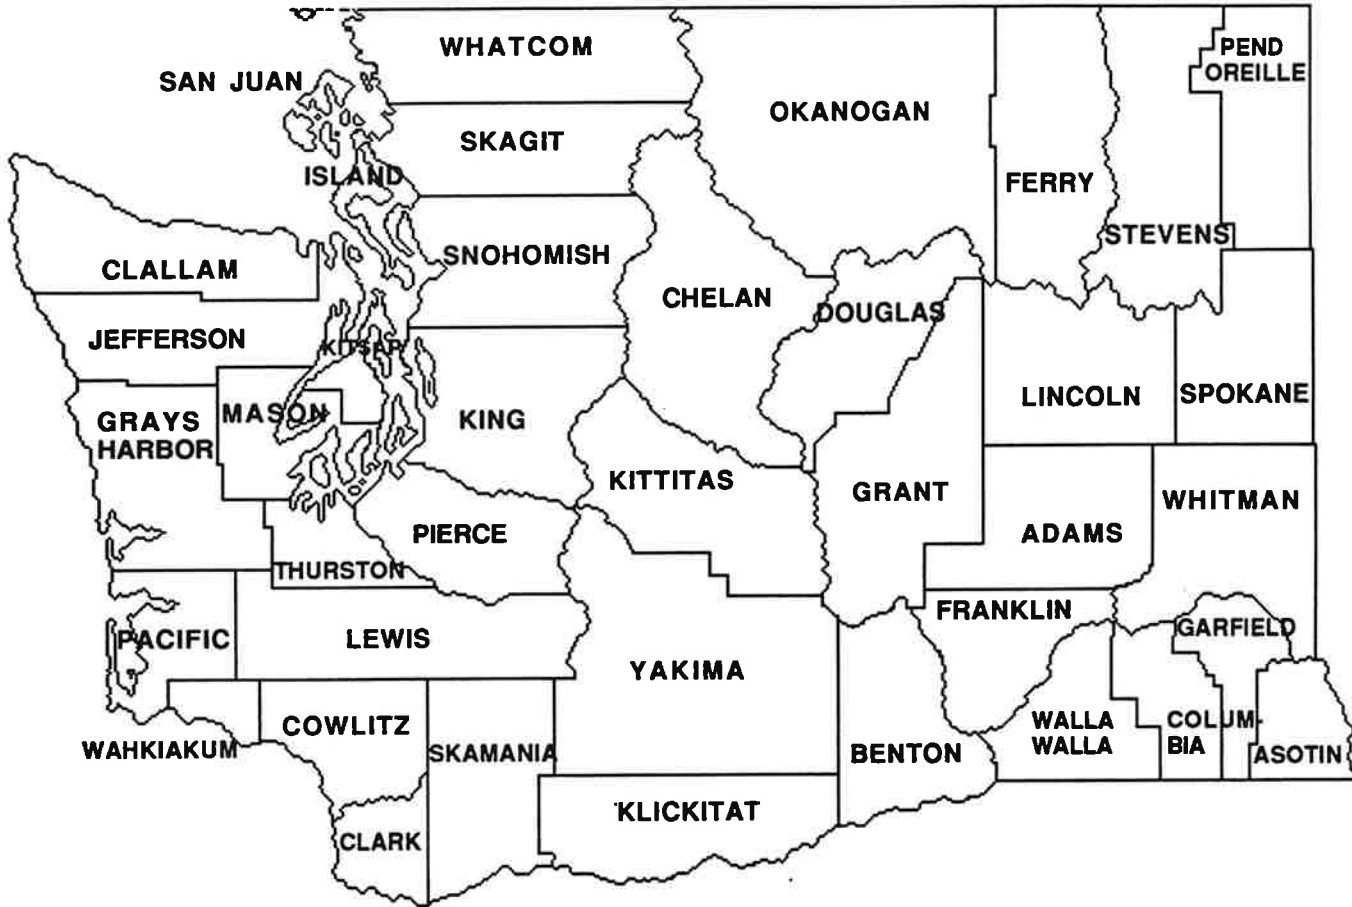 WHATCOM
PEND
OREILLE
SAN JUAN
OKANOGAN
SKAGIT
ISLAND
FERRY
STEVENS
SNOHOMISH
CLALLAM
CHELAN
DOUGLAS
JEFFERSON
KITSAP
LINCOLN
SPOKANE
MASON
GRAYS
HARBOR
KING
KITTITAS
GRANT
WHITMAN
PIERCE
ADAMS
THURSTON
FRANKLIN
GARFIELD
PACIFIC
LEWIS
YAKIMA
COWLITZ
WALLA
WALLA
COLUM-
BIA
WAHKIAKUM
SKAMANIA
BENTON
ASOTIN
KLICKITAT
CLARK